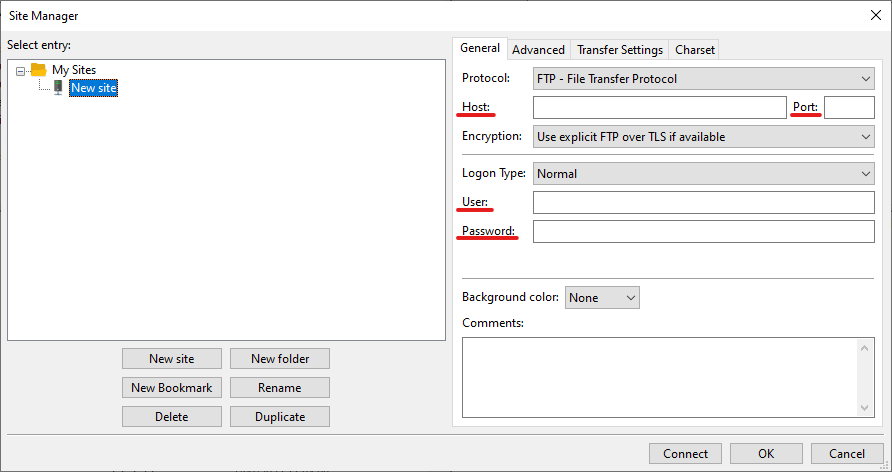 Site Manager
Select entry:
My Sites
New site
New site
New folder
New Bookmark
Rename
Delete
Duplicate
General
Advanced
Transfer Settings
Charset
Protocol:
FTP - File Transfer Protocol
Host:
Port:
Encryption:
Use explicit FTP over TLS if available
Logon Type:
Normal
User:
Password:
Background color:
None
Comments:
Connect
OK
Cancel